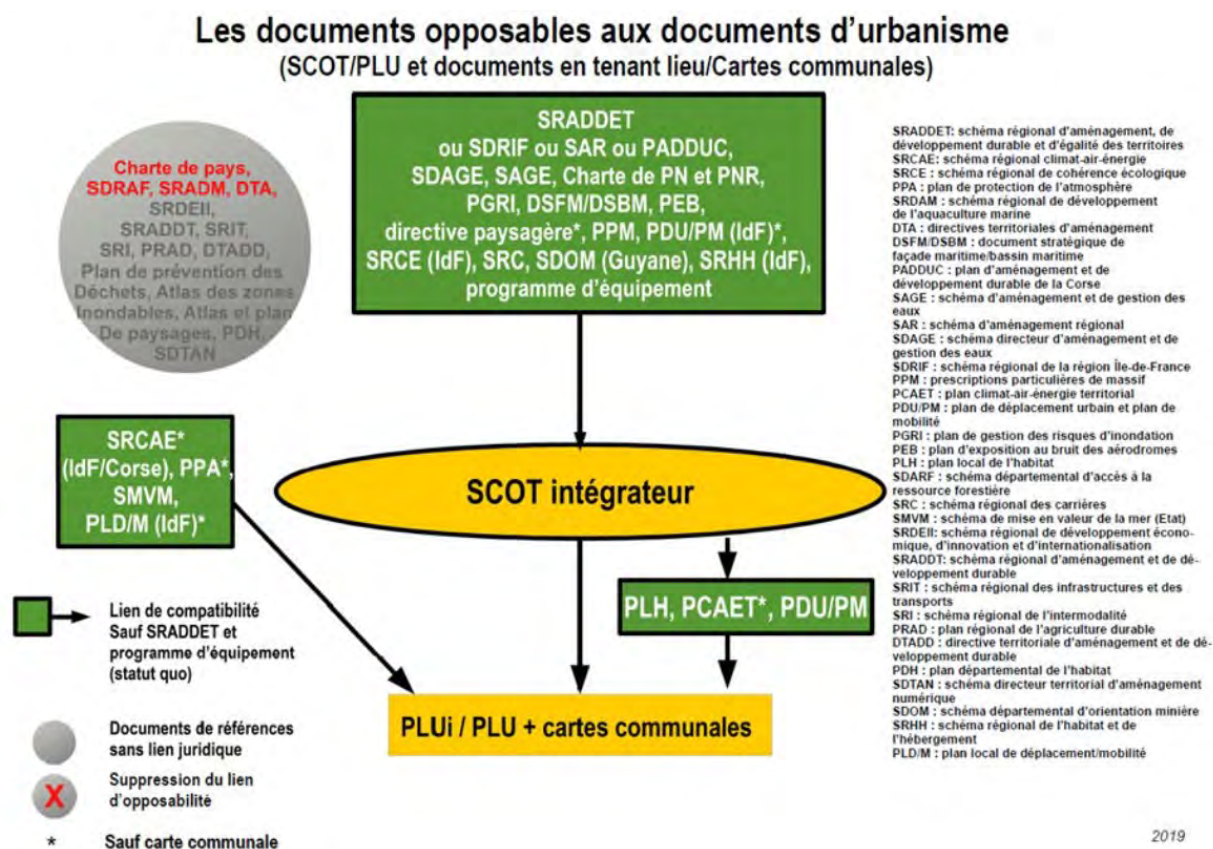 Les documents opposables aux documents d'urbanisme
(SCOT/PLU et documents en tenant lieu/Cartes communales)
Charte de pays,
SDRAF, SRADM, DTA,
SRDEII,
SRADDT, SRIT,
SRI, PRAD, DTADD,
Plan de prévention des
Déchets, Atlas des zones
Inondables, Atlas et plan
De paysages, PDH,
SDTAN
SRADDET
ou SDRIF ou SAR ou PADDUC,
SDAGE, SAGE, Charte de PN et PNR,
PGRI, DSFM/DSBM, PEB,
directive paysagère*, PPM, PDU/PM (IdF)*,
SRCE (IdF), SRC, SDOM (Guyane), SRHH (IdF),
programme d'équipement
SRCAE*
(IdF/Corse), PPA*,
SMVM,
PLD/M (IdF)*
SCOT intégrateur
PLH, PCAET*, PDU/PM
PLUi / PLU + cartes communales
Lien de compatibilité
Sauf SRADDET et
programme d'équipement
(statut quo)
Documents de références
sans lien juridique
X
Suppression du lien
d'opposabilité
* Sauf carte communale
SRADDET: schéma régional d'aménagement, de
développement durable et d'égalité des territoires
SRCAE: schéma régional climat-air-énergie
SRCE : schéma régional de cohérence écologique
PPA : plan de protection de l'atmosphère
SRDAM : schéma régional de développement
de l'aquaculture marine
DTA : directives territoriales d'aménagement
DSFM/DSBM : document stratégique de
façade maritime/bassin maritime
PADDUC : plan d'aménagement et de
développement durable de la Corse
SAGE : schéma d'aménagement et de gestion des
eaux
SAR : schéma d'aménagement régional
SDAGE : schéma directeur d'aménagement et de
gestion des eaux
SDRIF : schéma régional de la région Île-de-France
PPM : prescriptions particulières de massif
PCAET : plan climat-air-énergie territorial
PDU/PM : plan de déplacement urbain et plan de
mobilité
PGRI : plan de gestion des risques d'inondation
PEB : plan d'exposition au bruit des aérodromes
PLH : plan local de l'habitat
SDARF : schéma départemental d'accès à la
ressource forestière
SRC : schéma régional des carrières
SMVM : schéma de mise en valeur de la mer (Etat)
SRDEII: schéma régional de développement écono-
mique, d'innovation et d'internationalisation
SRADDT: schéma régional d'aménagement et de dé-
veloppement durable
SRIT : schéma régional des infrastructures et des
transports
SRI : schéma régional de l'intermodalité
PRAD : plan régional de l'agriculture durable
DTADD : directive territoriale d'aménagement et de dé-
veloppement durable
PDH : plan départemental de l'habitat
SDTAN : schéma directeur territorial d'aménagement
numérique
SDOM : schéma départemental d'orientation minière
SRHH : schéma régional de l'habitat et de
l'hébergement
PLD/M : plan local de déplacement/mobilité
2019